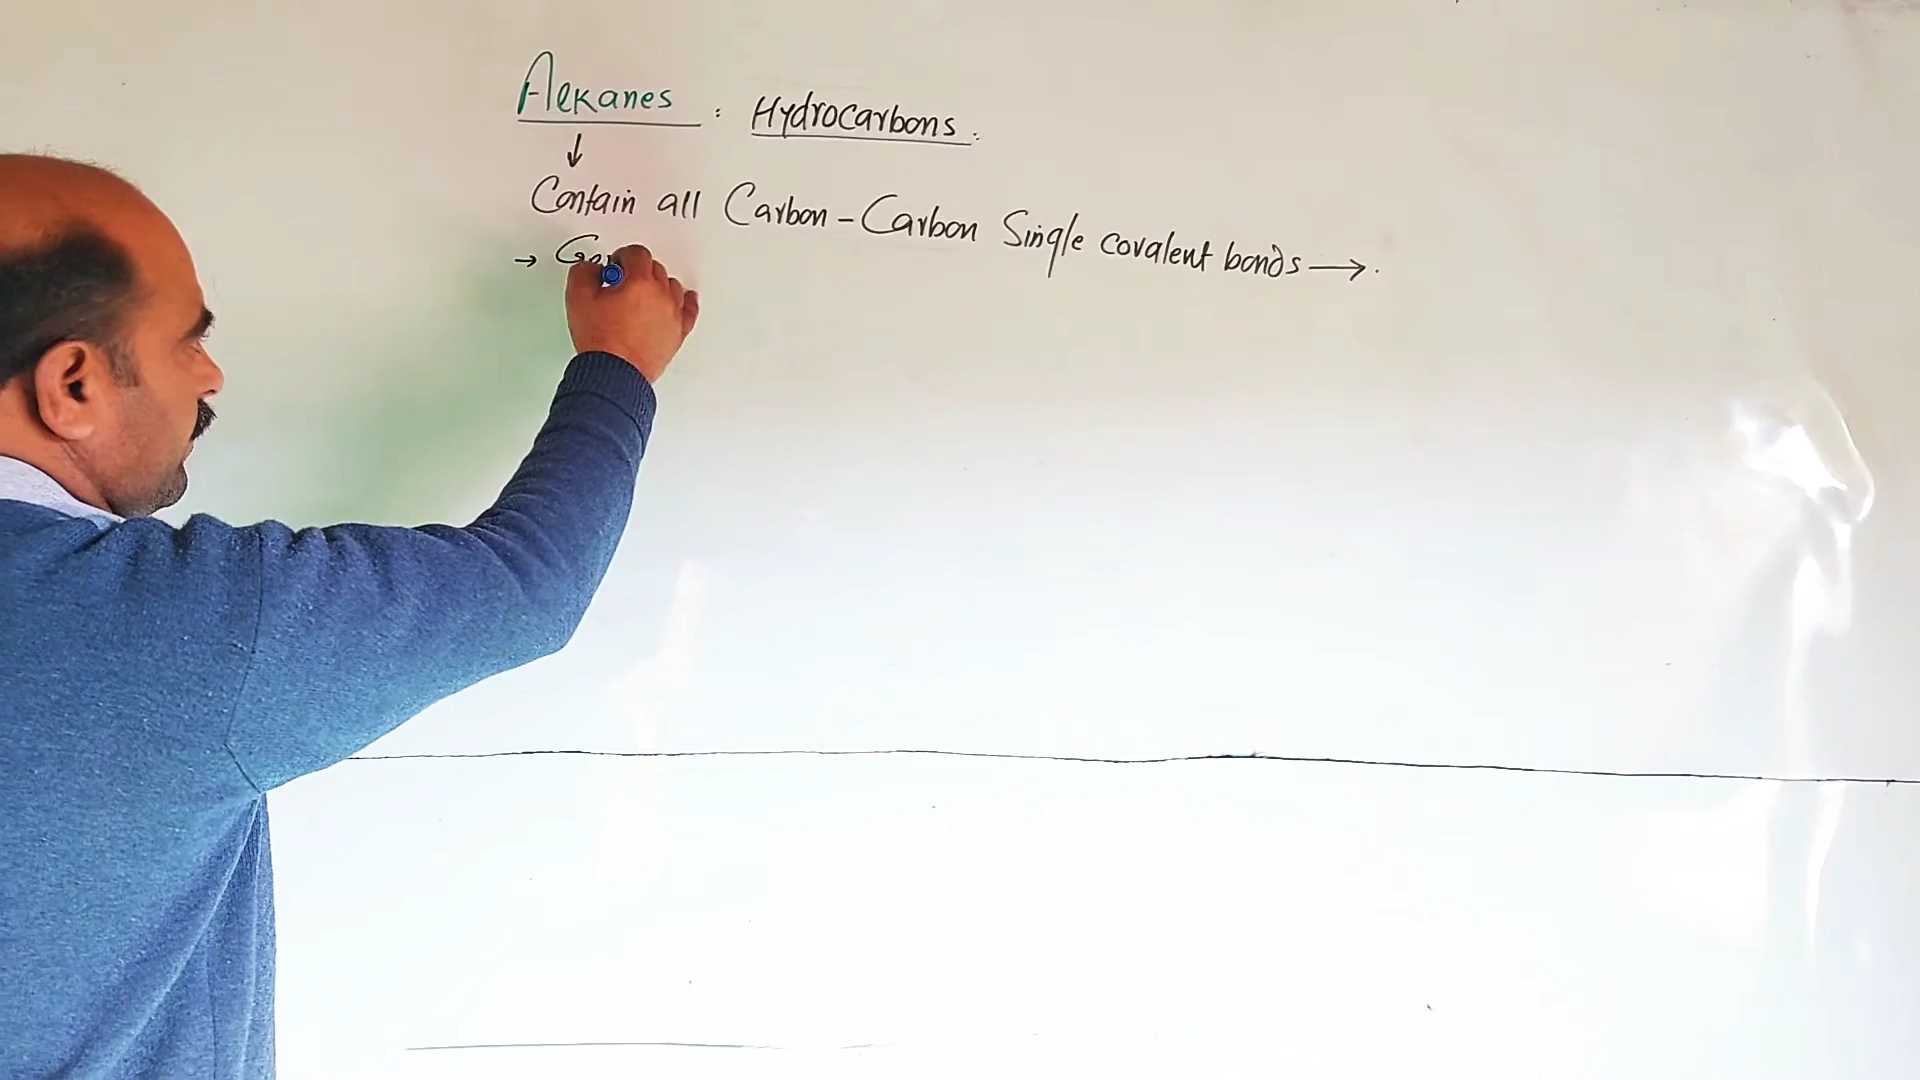 Alkanes : Hydrocarbons.
↓
Contain all Carbon-Carbon Single covalent bonds →.
→